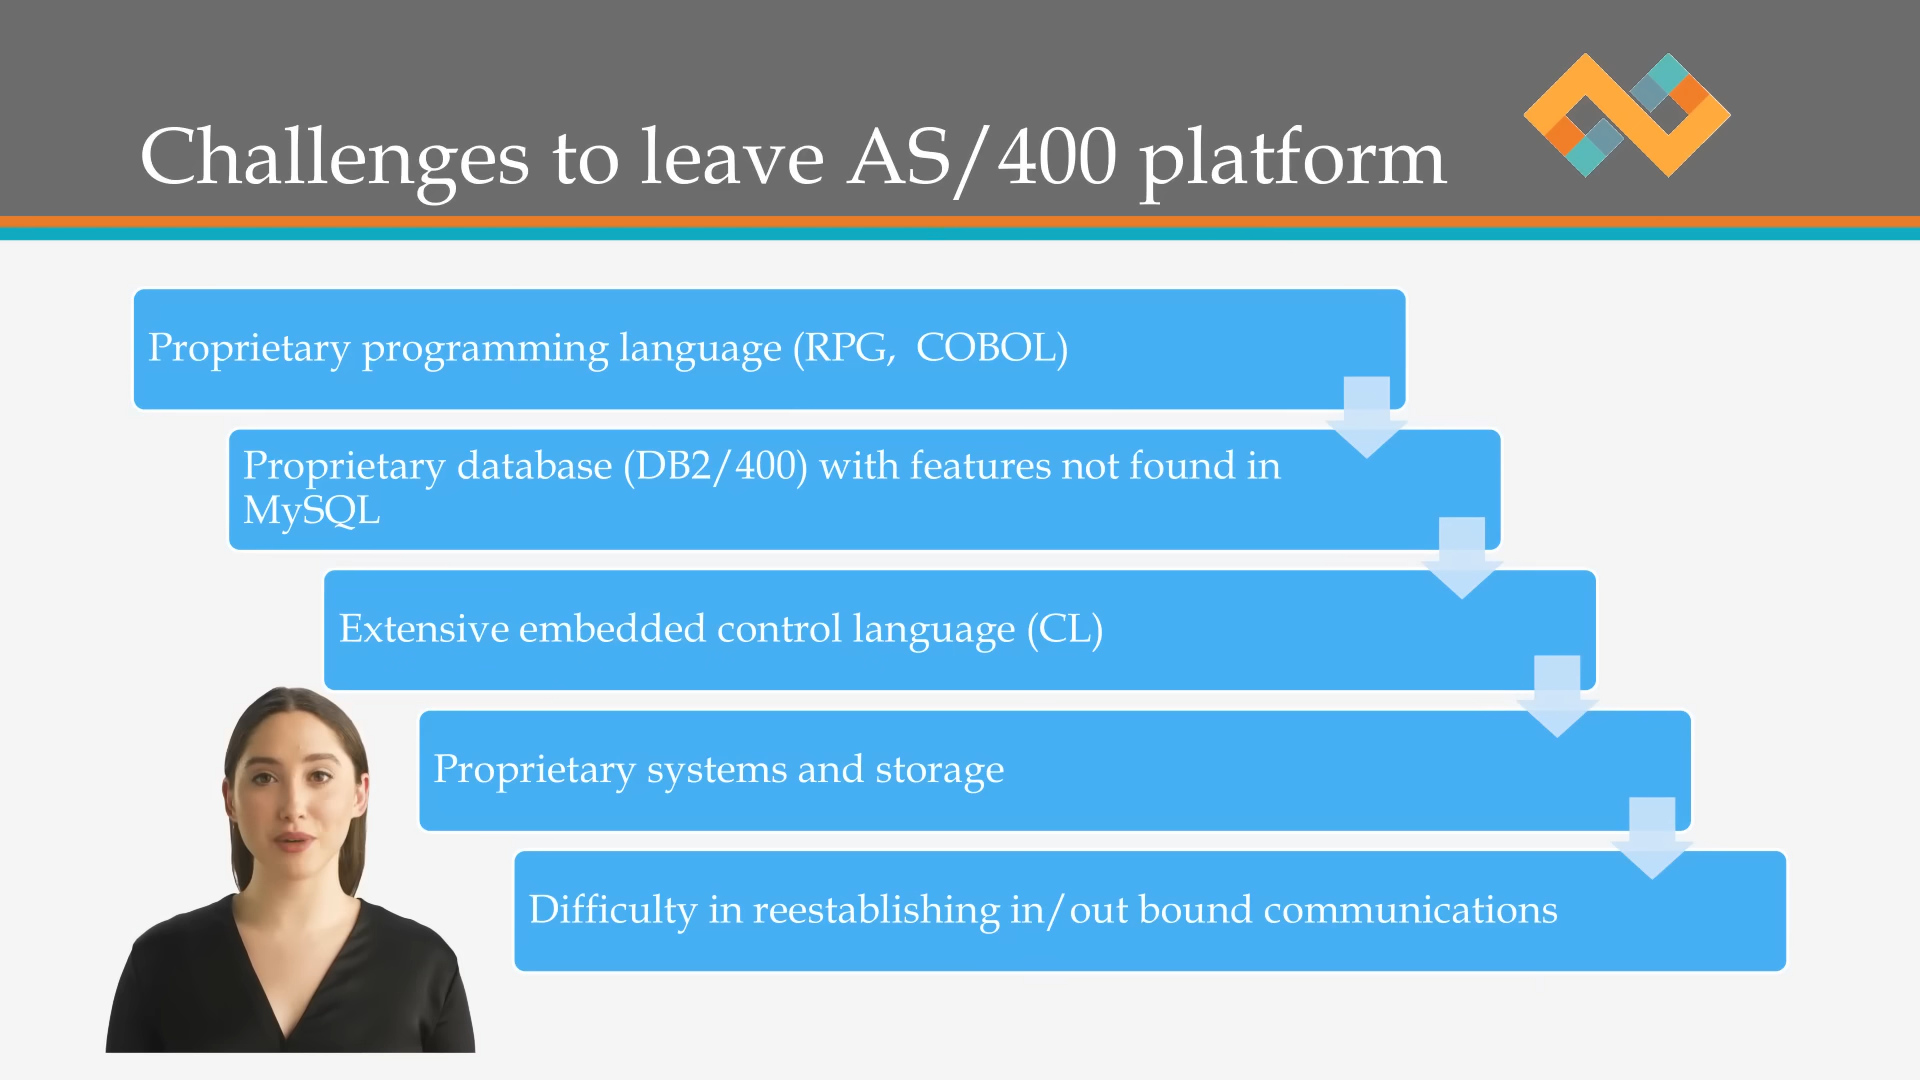 Challenges to leave AS/400 platform
Proprietary programming language (RPG,  COBOL)
Proprietary database (DB2/400) with features not found in
MySQL
Extensive embedded control language (CL)
Proprietary systems and storage
Difficulty in reestablishing in/out bound communications